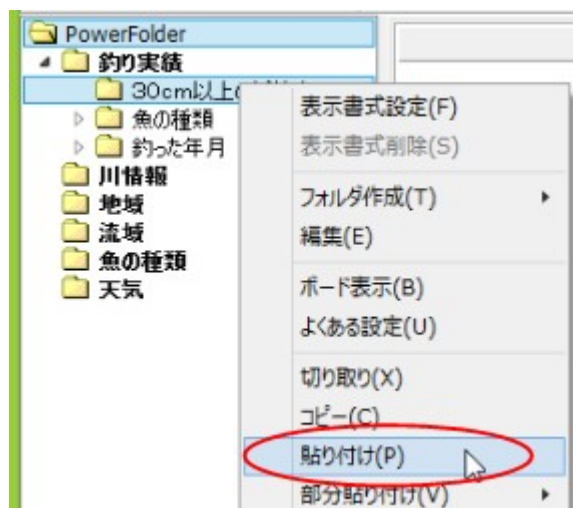 PowerFolder
釣り実績
30cm以上
魚の種類
釣った年月
川情報
地域
流域
魚の種類
天気
表示書式設定(F)
表示書式削除(S)
フォルダ作成(T)
編集(E)
ボード表示(B)
よくある設定(U)
切り取り(X)
コピー(C)
貼り付け(P)
部分貼り付け(V)